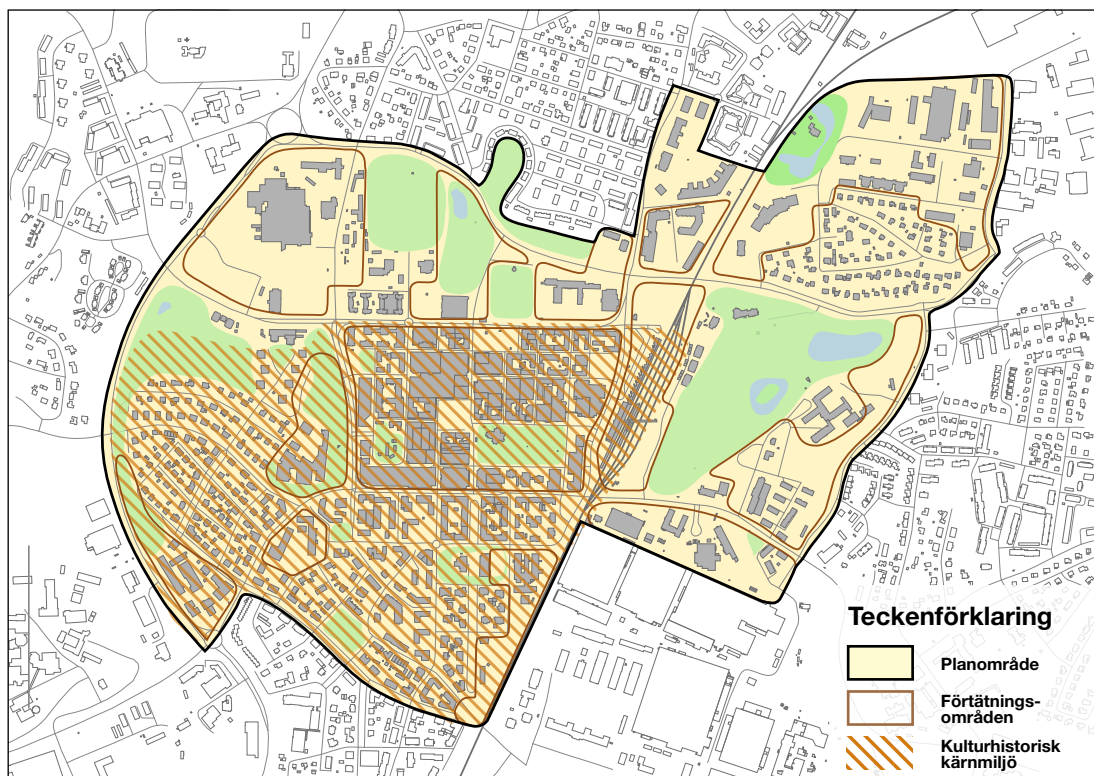 Teckenförklaring
Planområde
Förtätnings-
områden
Kulturhistorisk
kärnmiljö